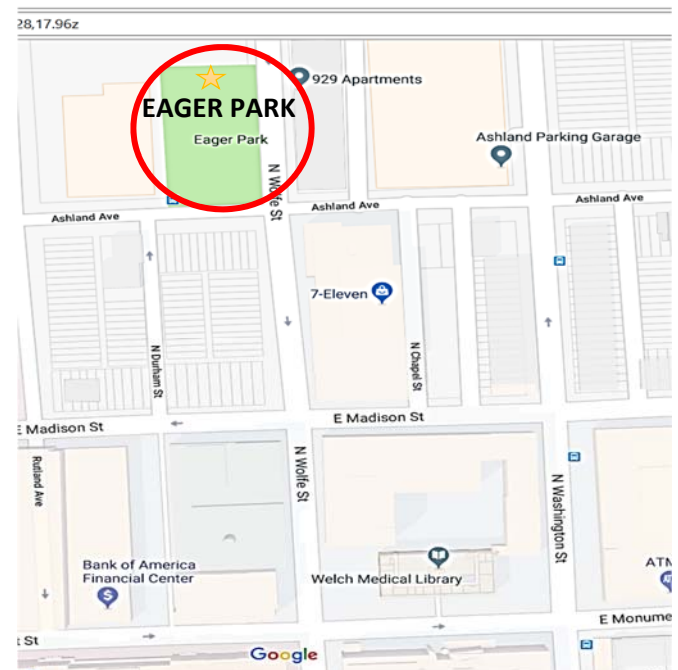 28,17.96z
929 Apartments
EAGER PARK
Eager Park
Ashland Parking Garage
N Wolfe St
Ashland Ave
Ashland Ave
Ashland Ave
7-Eleven
N Durham St
N Chapel St
E Madison St
E Madison St
Rutland Ave
N Wolfe St
N Washington St
Bank of America
Financial Center
Welch Medical Library
ATM
$
E Monume
t St
Google